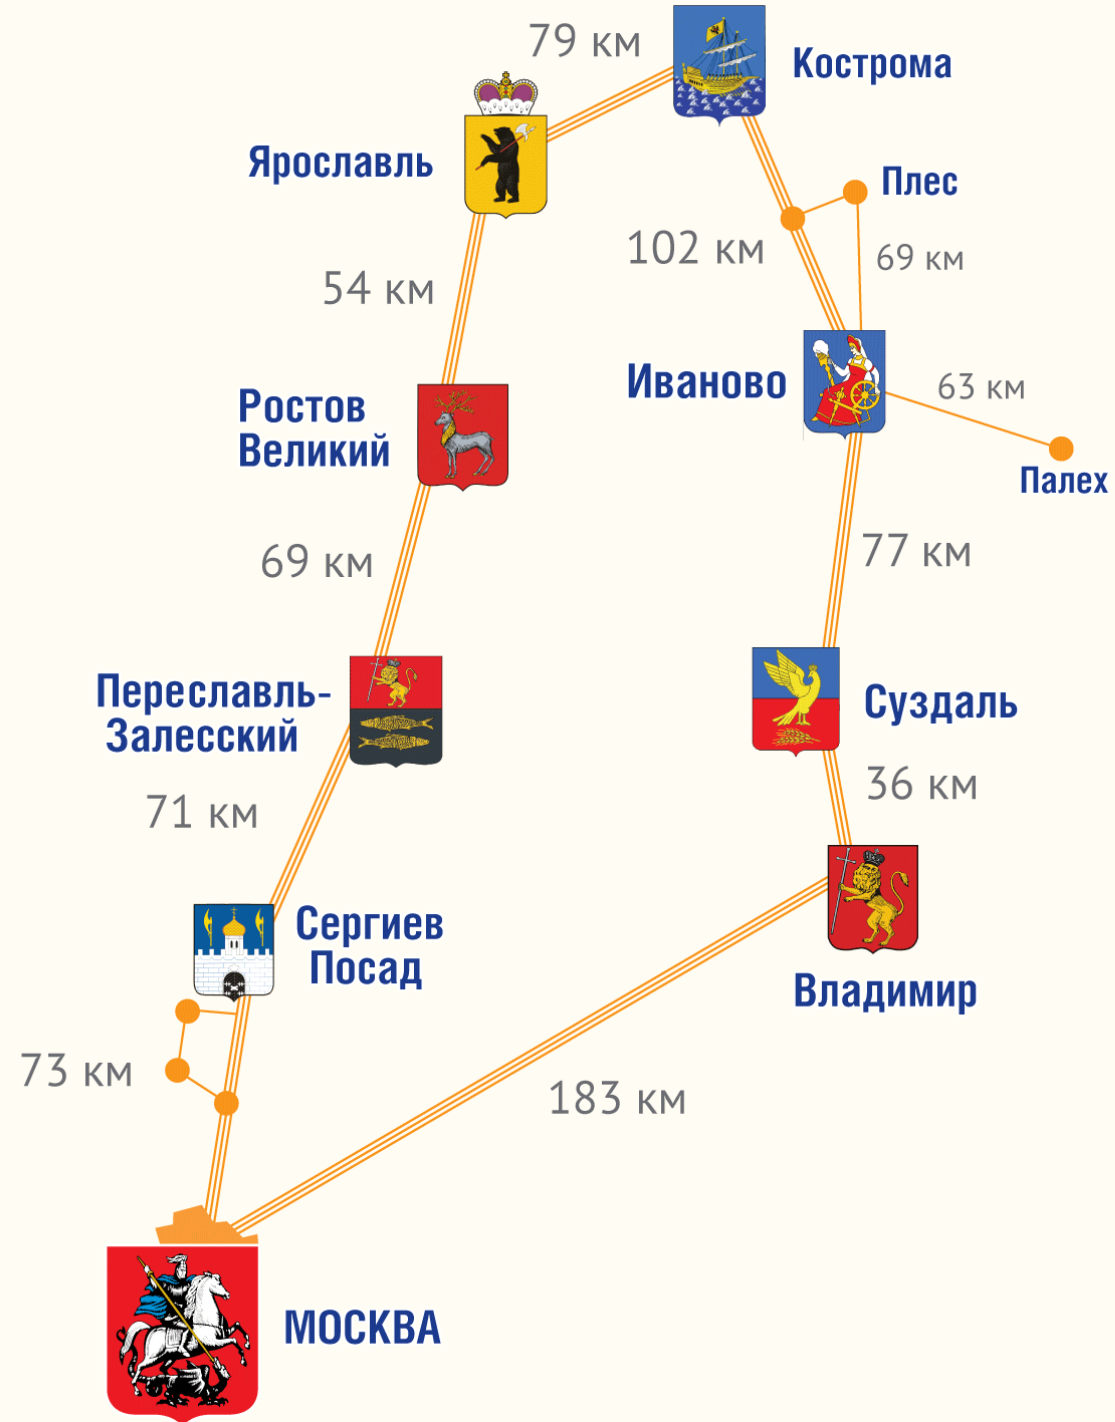 79 км
Кострома
Ярославль
Плес
102 км
69 км
54 км
Иваново
63 км
Ростов
Великий
Палех
77 км
69 км
Переславль-
Залесский
Суздаль
36 км
71 км
Сергиев
Посад
Владимир
73 км
183 км
МОСКВА